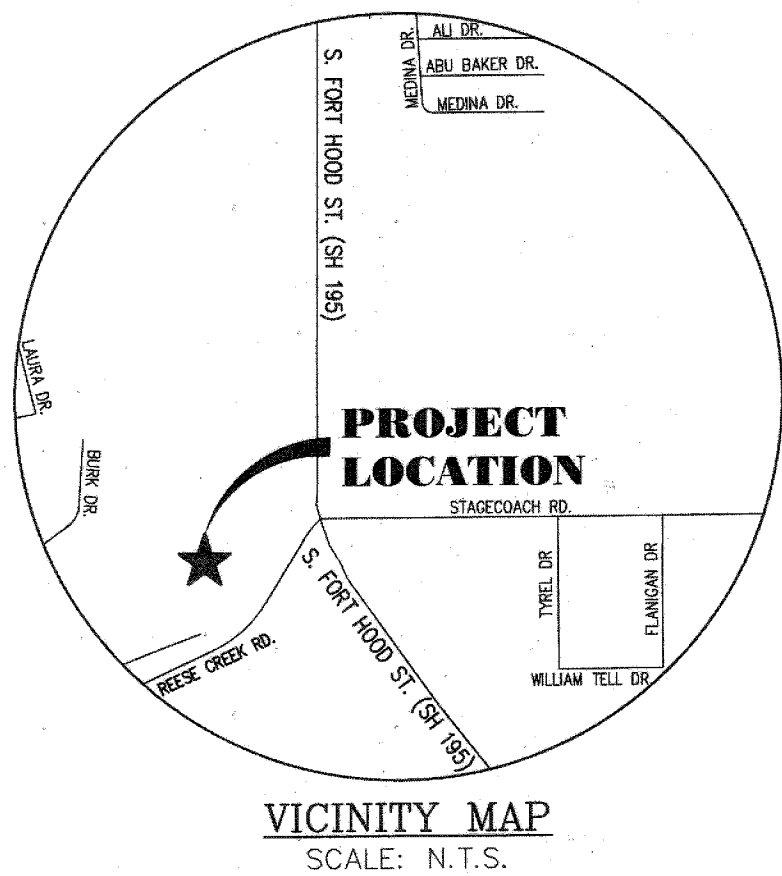 ALI DR.
ABU BAKER DR.
MEDINA DR.
MEDINA DR.
S. FORT HOOD ST. (SH 195)
LAURA DR.
BURK DR.
PROJECT
LOCATION
STAGECOACH RD.
TYREL DR
FLANIGAN DR
WILLIAM TELL DR.
REESE CREEK RD.
S. FORT HOOD ST. (SH 195)
VICINITY MAP
SCALE: N.T.S.